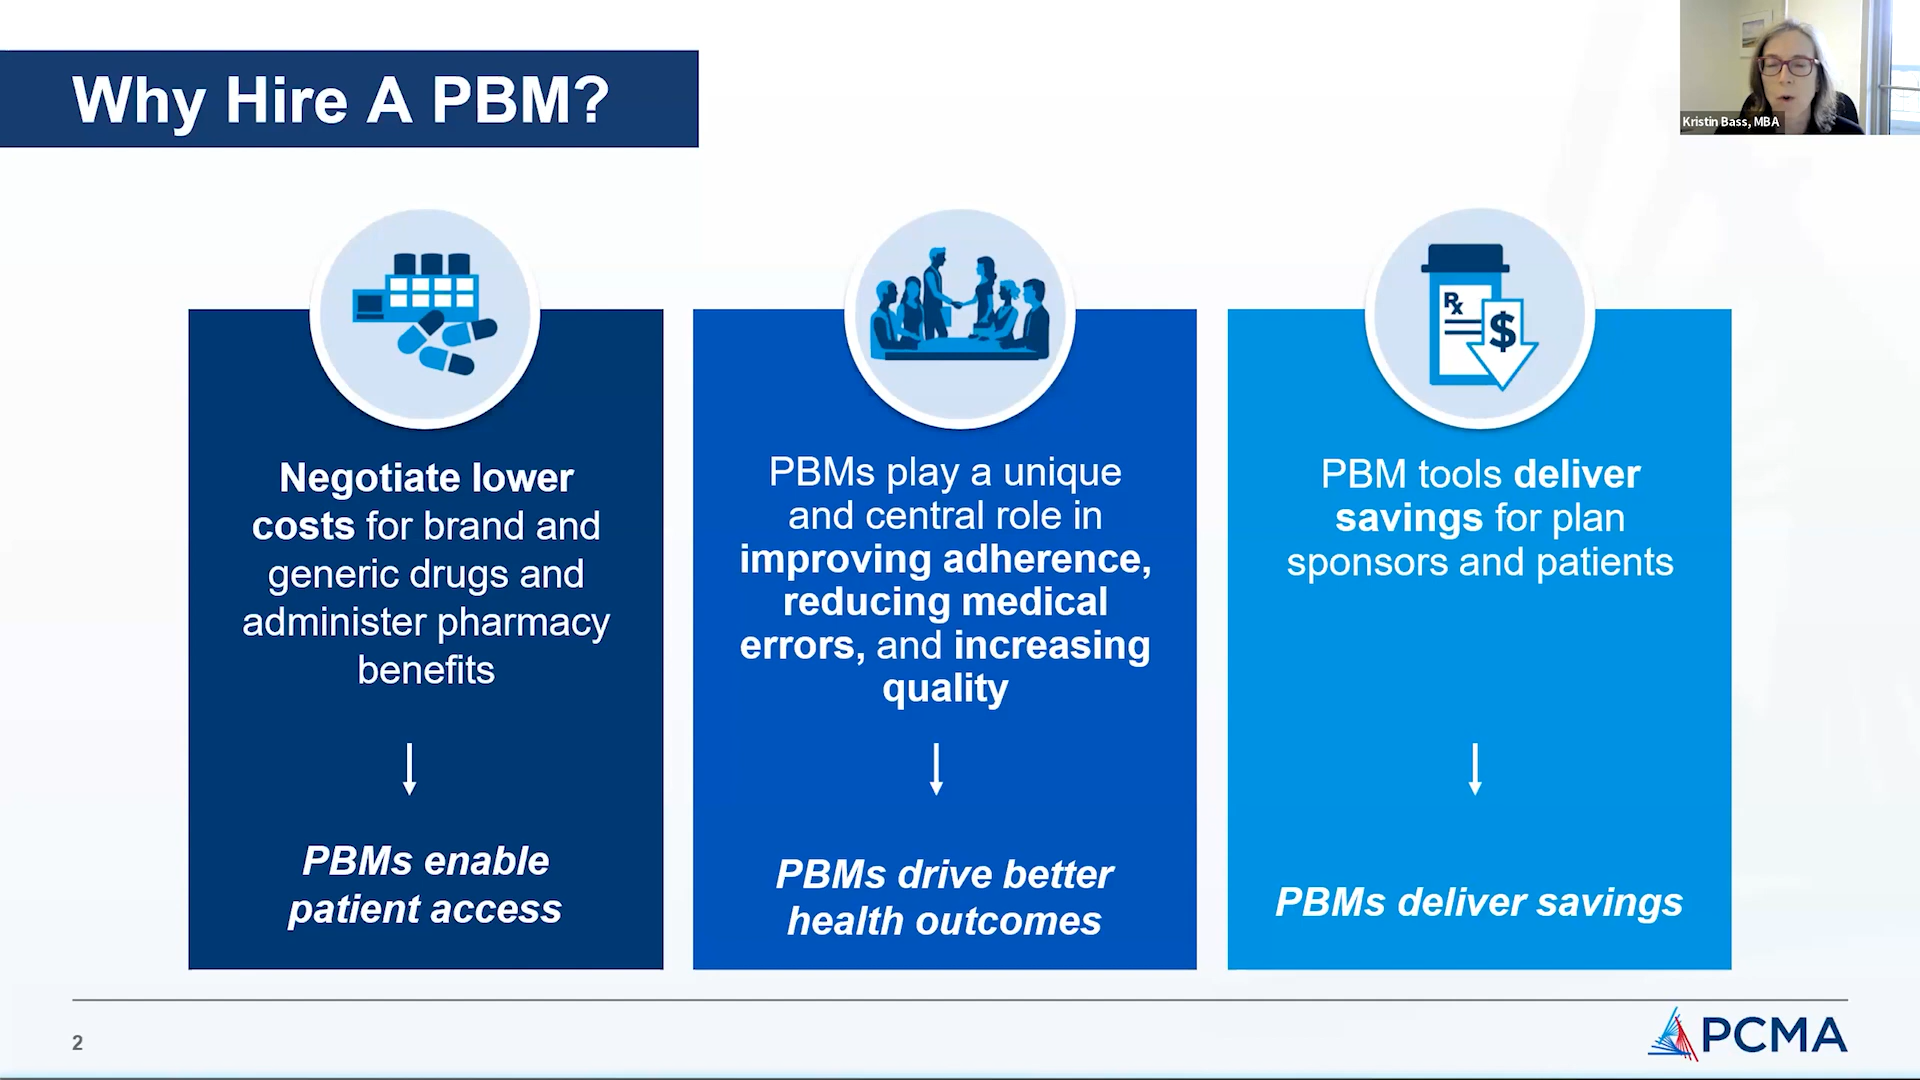 Why Hire A PBM?
Kristin Bass, MBA
Negotiate lower
costs for brand and
generic drugs and
administer pharmacy
benefits
PBMs enable
patient access
PBMs play a unique
and central role in
improving adherence,
reducing medical
errors, and increasing
quality
PBMs drive better
health outcomes
Rx
$
PBM tools deliver
savings for plan
sponsors and patients
PBMs deliver savings
2
PCMA